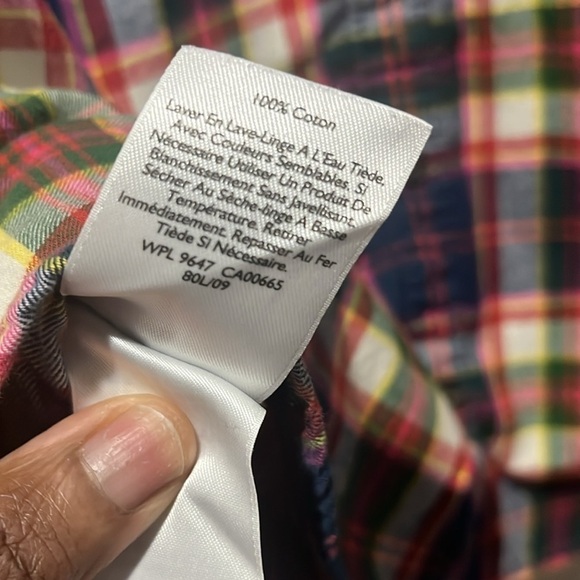 100% Coton
Laver En Lave-Linge A L'Eau Tiède,
Avec Couleurs Semblables. Si
Nécessaire Utiliser Un Produit De
Blanchissement Sans Javellisant.
Sécher Au Sèche-linge A Basse
Température. Retirer
Immédiatement. Repasser Au Fer
Tiède Si Nécessaire.
WPL 9647 CA00665
80L/09